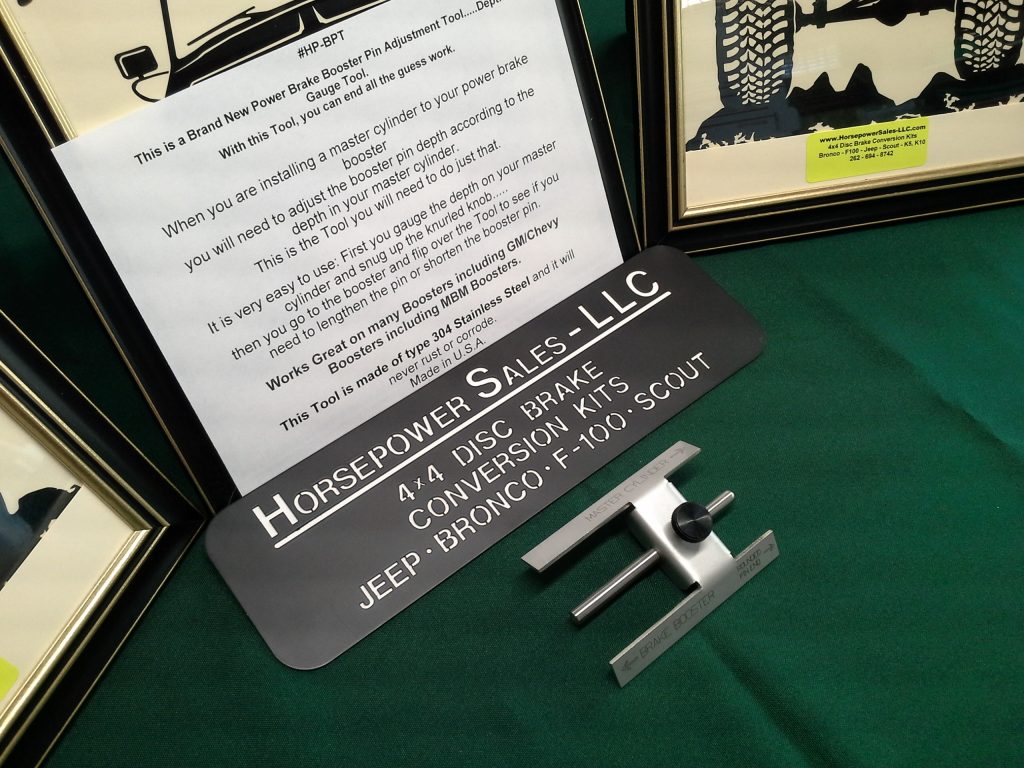 #HP-BPT
This is a Brand New Power Brake Booster Pin Adjustment Tool....Depth
Gauge Tool.
With this Tool, you can end all the guess work.
When you are installing a master cylinder to your power brake
booster
you will need to adjust the booster pin depth according to the
depth in your master cylinder.
This is the Tool you will need to do just that.
It is very easy to use: First you gauge the depth on your master
cylinder and snug up the knurled knob....
then you go to the booster and flip over the Tool to see if you
need to lengthen the pin or shorten the booster pin.
Works Great on many Boosters including GM/Chevy
Boosters including MBM Boosters.
This Tool is made of type 304 Stainless Steel and it will
never rust or corrode.
Made in U.S.A.
www.HorsepowerSales-LLC.com
4x4 Disc Brake Conversion Kits
Bronco - F100 - Jeep - Scout - K5, K10
262 - 694 - 8742
HORSEPOWER SALES - LLC
4x4 DISC BRAKE
CONVERSION KITS
JEEP · BRONCO · F-100 · SCOUT
MASTER CYLINDER →
ROUNDED
PIN END →
← BRAKE BOOSTER